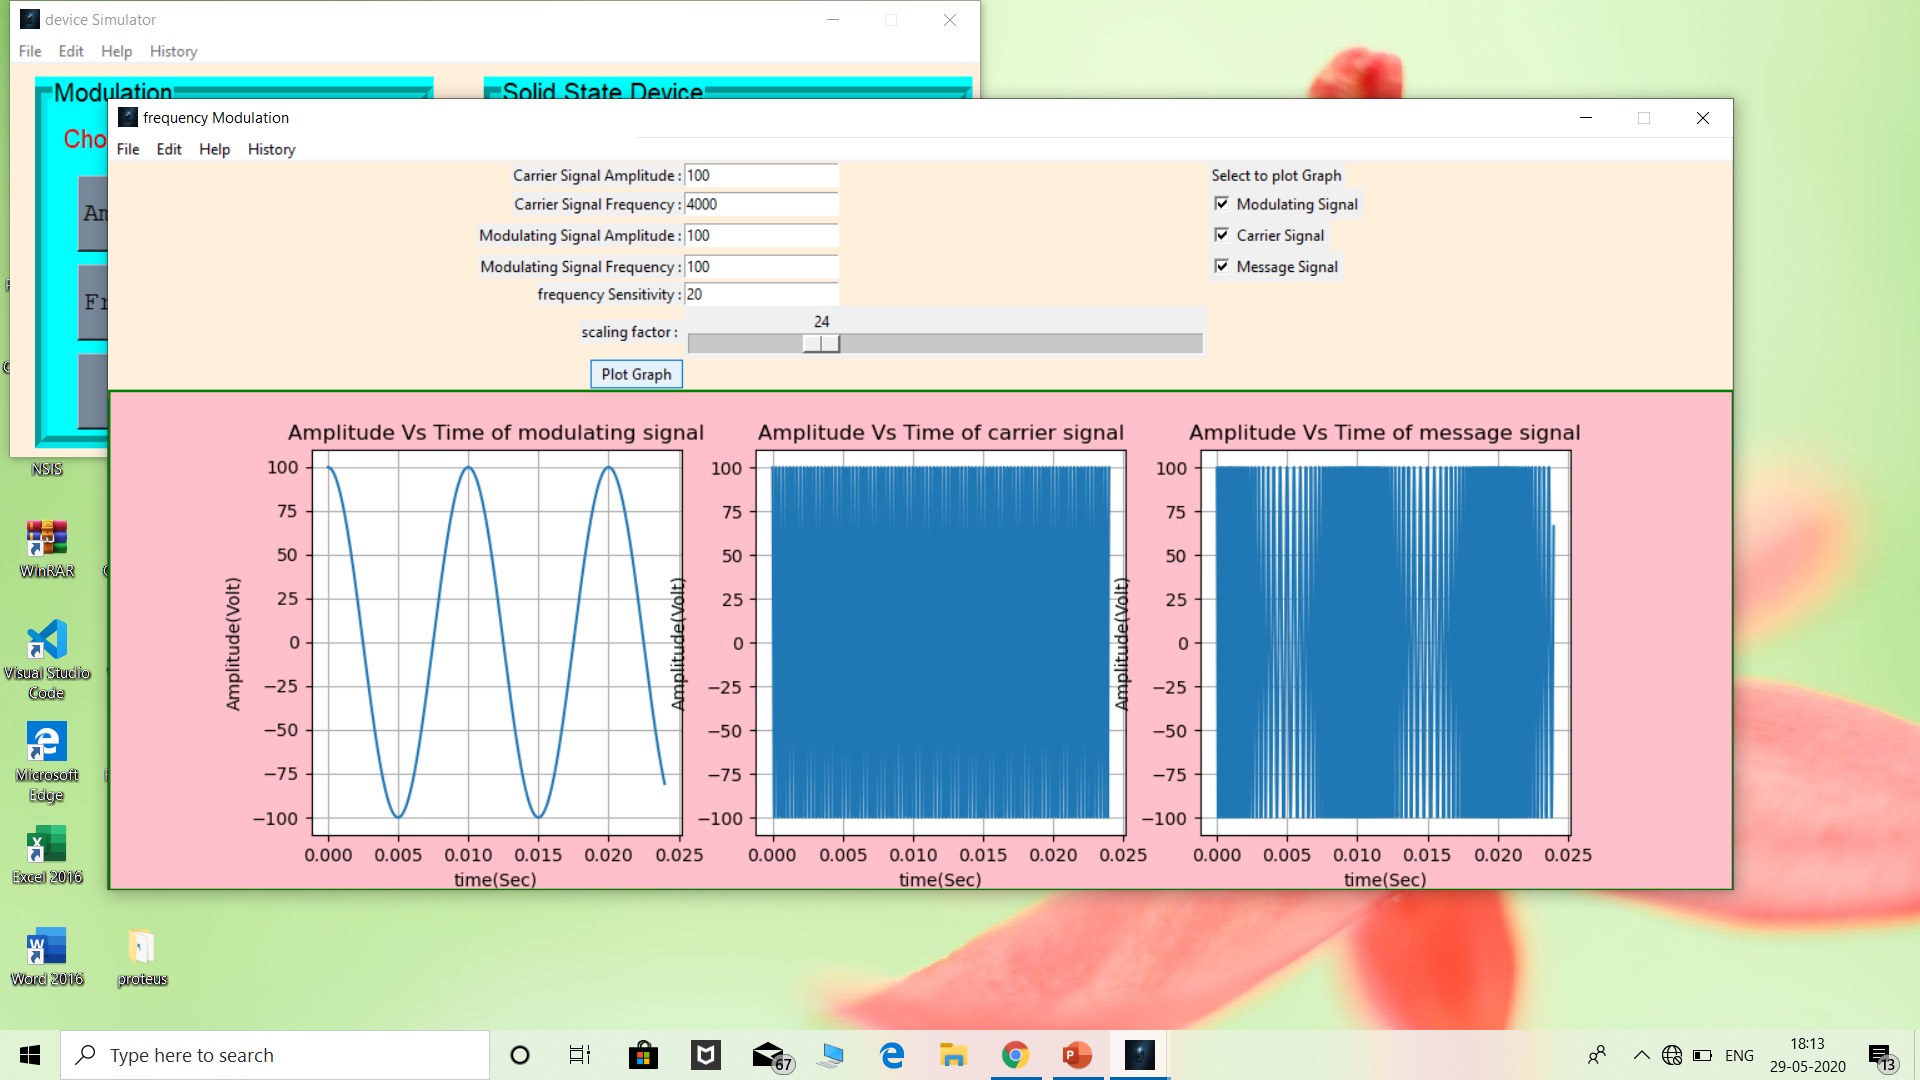 device Simulator
File Edit Help History
Modulation
Solid State Device
Cho
Am
Fr
frequency Modulation
File Edit Help History
Carrier Signal Amplitude : 100
Carrier Signal Frequency : 4000
Modulating Signal Amplitude : 100
Modulating Signal Frequency : 100
frequency Sensitivity : 20
scaling factor : 24
Plot Graph
Select to plot Graph
Modulating Signal
Carrier Signal
Message Signal
Amplitude Vs Time of modulating signal
100
75
50
25
0
−25
−50
−75
−100
Amplitude(Volt)
0.000 0.005 0.010 0.015 0.020 0.025
time(Sec)
Amplitude Vs Time of carrier signal
100
75
50
25
0
−25
−50
−75
−100
Amplitude(Volt)
0.000 0.005 0.010 0.015 0.020 0.025
time(Sec)
Amplitude Vs Time of message signal
100
75
50
25
0
−25
−50
−75
−100
Amplitude(Volt)
0.000 0.005 0.010 0.015 0.020 0.025
time(Sec)
NSIS
WinRAR
Visual Studio
Code
Microsoft
Edge
Excel 2016
Word 2016
proteus
Type here to search
67
ENG
18:13
29-05-2020
13